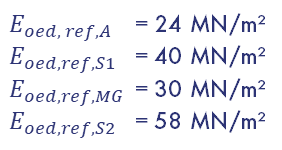 E_oed, ref,A = 24 MN/m²
E_oed,ref,S1 = 40 MN/m²
E_oed,ref,MG = 30 MN/m²
E_oed,ref,S2 = 58 MN/m²